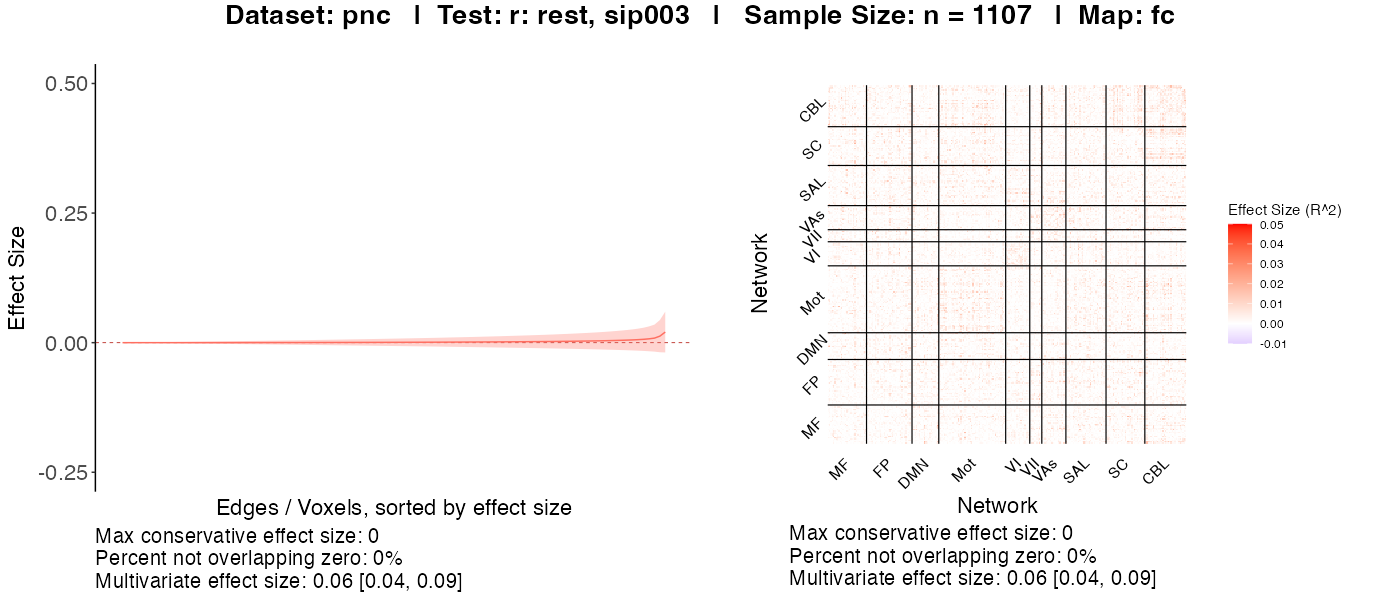 Dataset: pnc | Test: r: rest, sip003 | Sample Size: n = 1107 | Map: fc
0.50
0.25
0.00
-0.25
Effect Size
Edges / Voxels, sorted by effect size
Max conservative effect size: 0
Percent not overlapping zero: 0%
Multivariate effect size: 0.06 [0.04, 0.09]
Network
CBL
SC
SAL
VAs
VII
VI
Mot
DMN
FP
MF
MF
FP
DMN
Mot
VI
VII
VAs
SAL
SC
CBL
Network
Max conservative effect size: 0
Percent not overlapping zero: 0%
Multivariate effect size: 0.06 [0.04, 0.09]
Effect Size (R^2)
0.05
0.04
0.03
0.02
0.01
0.00
-0.01